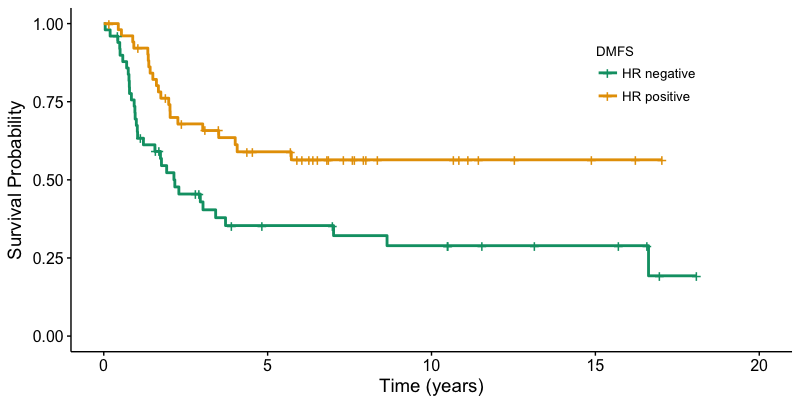 1.00
0.75
0.50
0.25
0.00
Survival Probability
DMFS
HR negative
HR positive
0 5 10 15 20
Time (years)